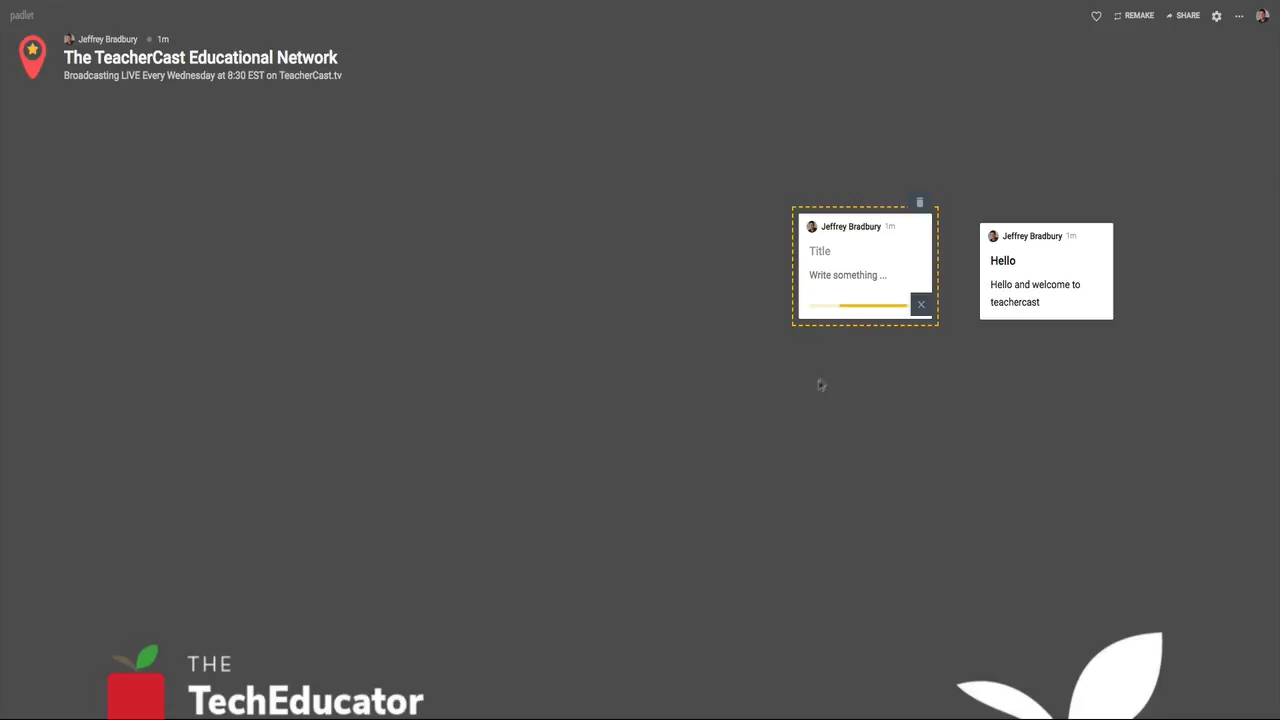 padlet
REMAKE
SHARE
Jeffrey Bradbury 1m
The TeacherCast Educational Network
Broadcasting LIVE Every Wednesday at 8:30 EST on TeacherCast.tv
Jeffrey Bradbury 1m
Title
Write something ...
Jeffrey Bradbury 1m
Hello
Hello and welcome to
teachercast
THE
TechEducator